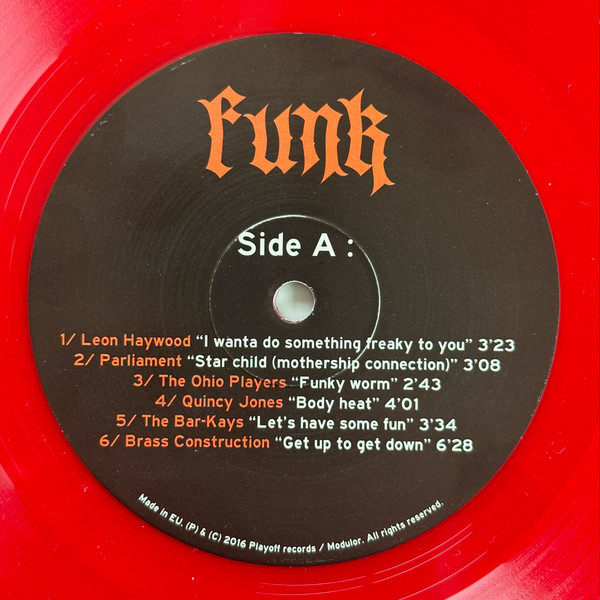 Funk
Side A :
1/ Leon Haywood “I wanta do something freaky to you” 3’23
2/ Parliament “Star child (mothership connection)” 3’08
3/ The Ohio Players “Funky worm” 2’43
4/ Quincy Jones “Body heat” 4’01
5/ The Bar-Kays “Let’s have some fun” 3’34
6/ Brass Construction “Get up to get down” 6’28
Made in EU. (P) & (C) 2016 Playoff records / Modulor. All rights reserved.